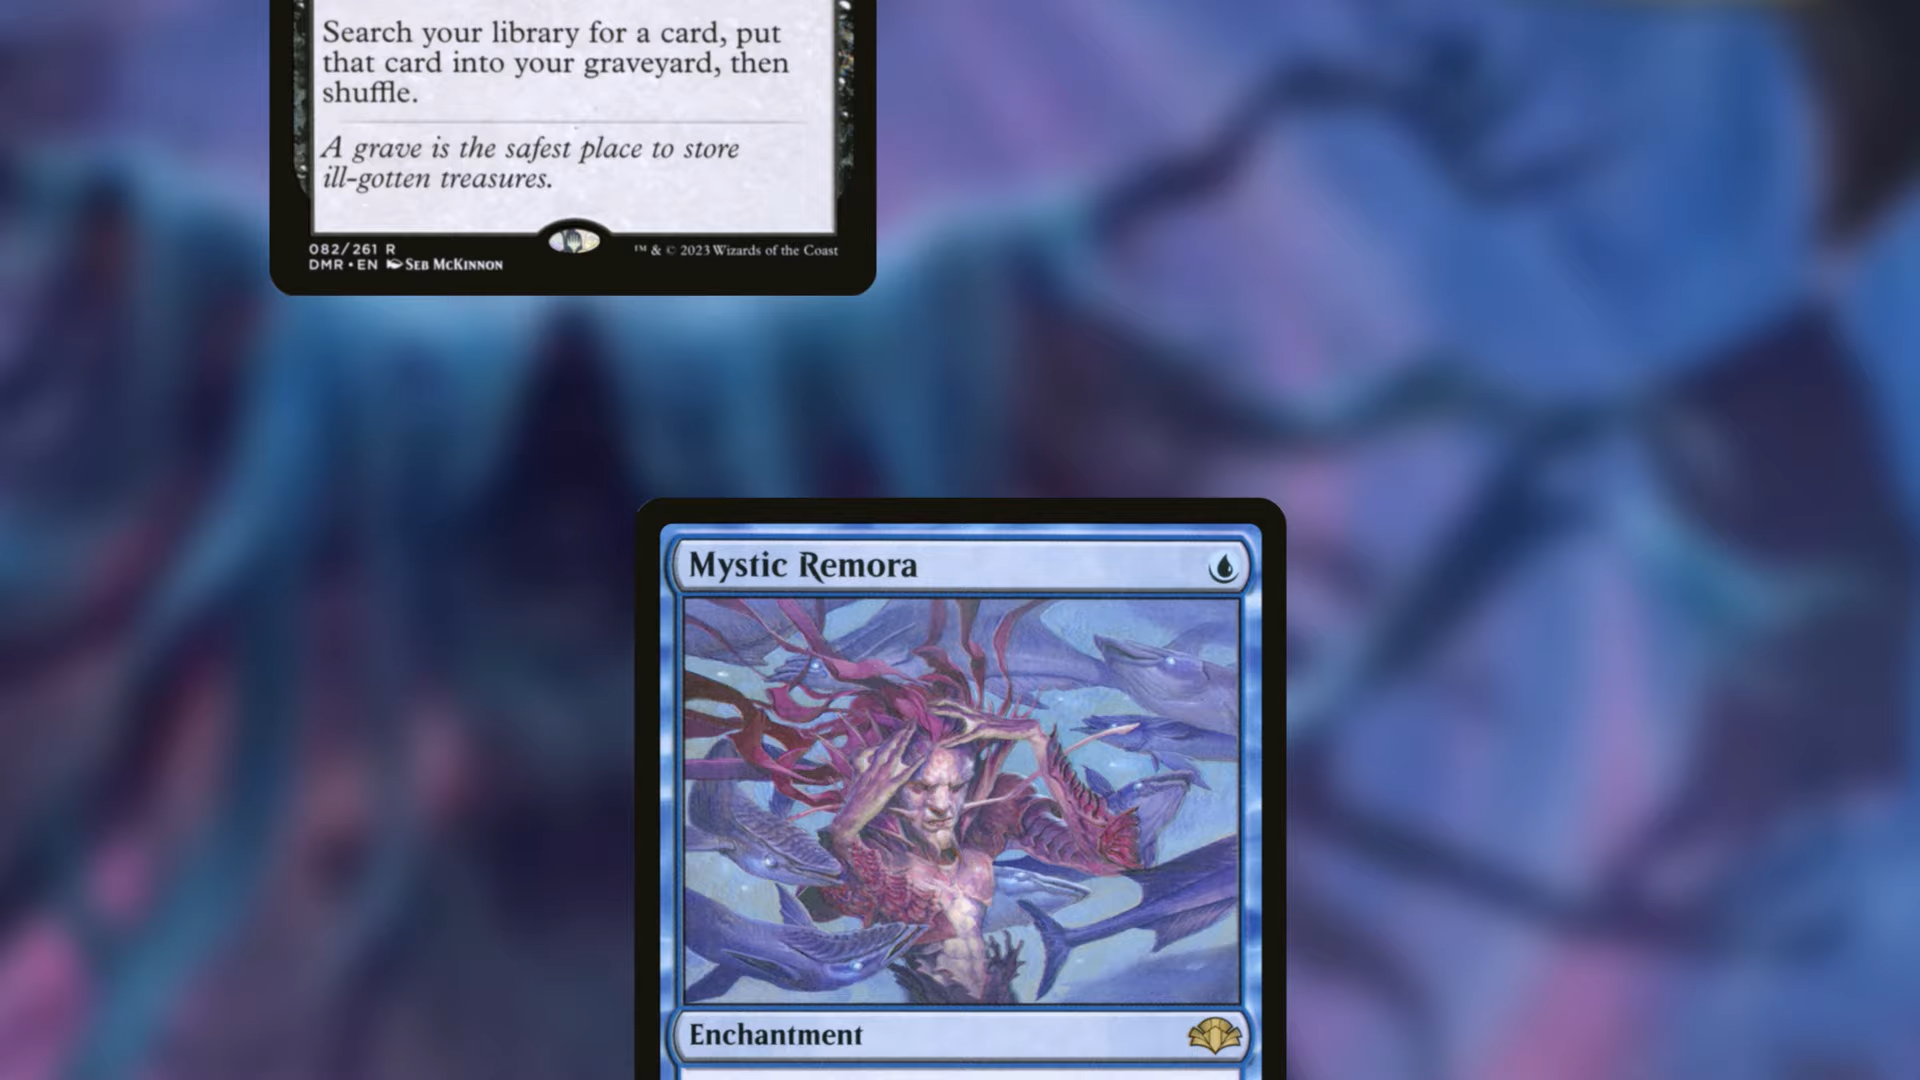 Search your library for a card, put
that card into your graveyard, then
shuffle.
A grave is the safest place to store
ill-gotten treasures.
082/261 R
DMR • EN Seb McKinnon
™ & © 2023 Wizards of the Coast
Mystic Remora
Enchantment